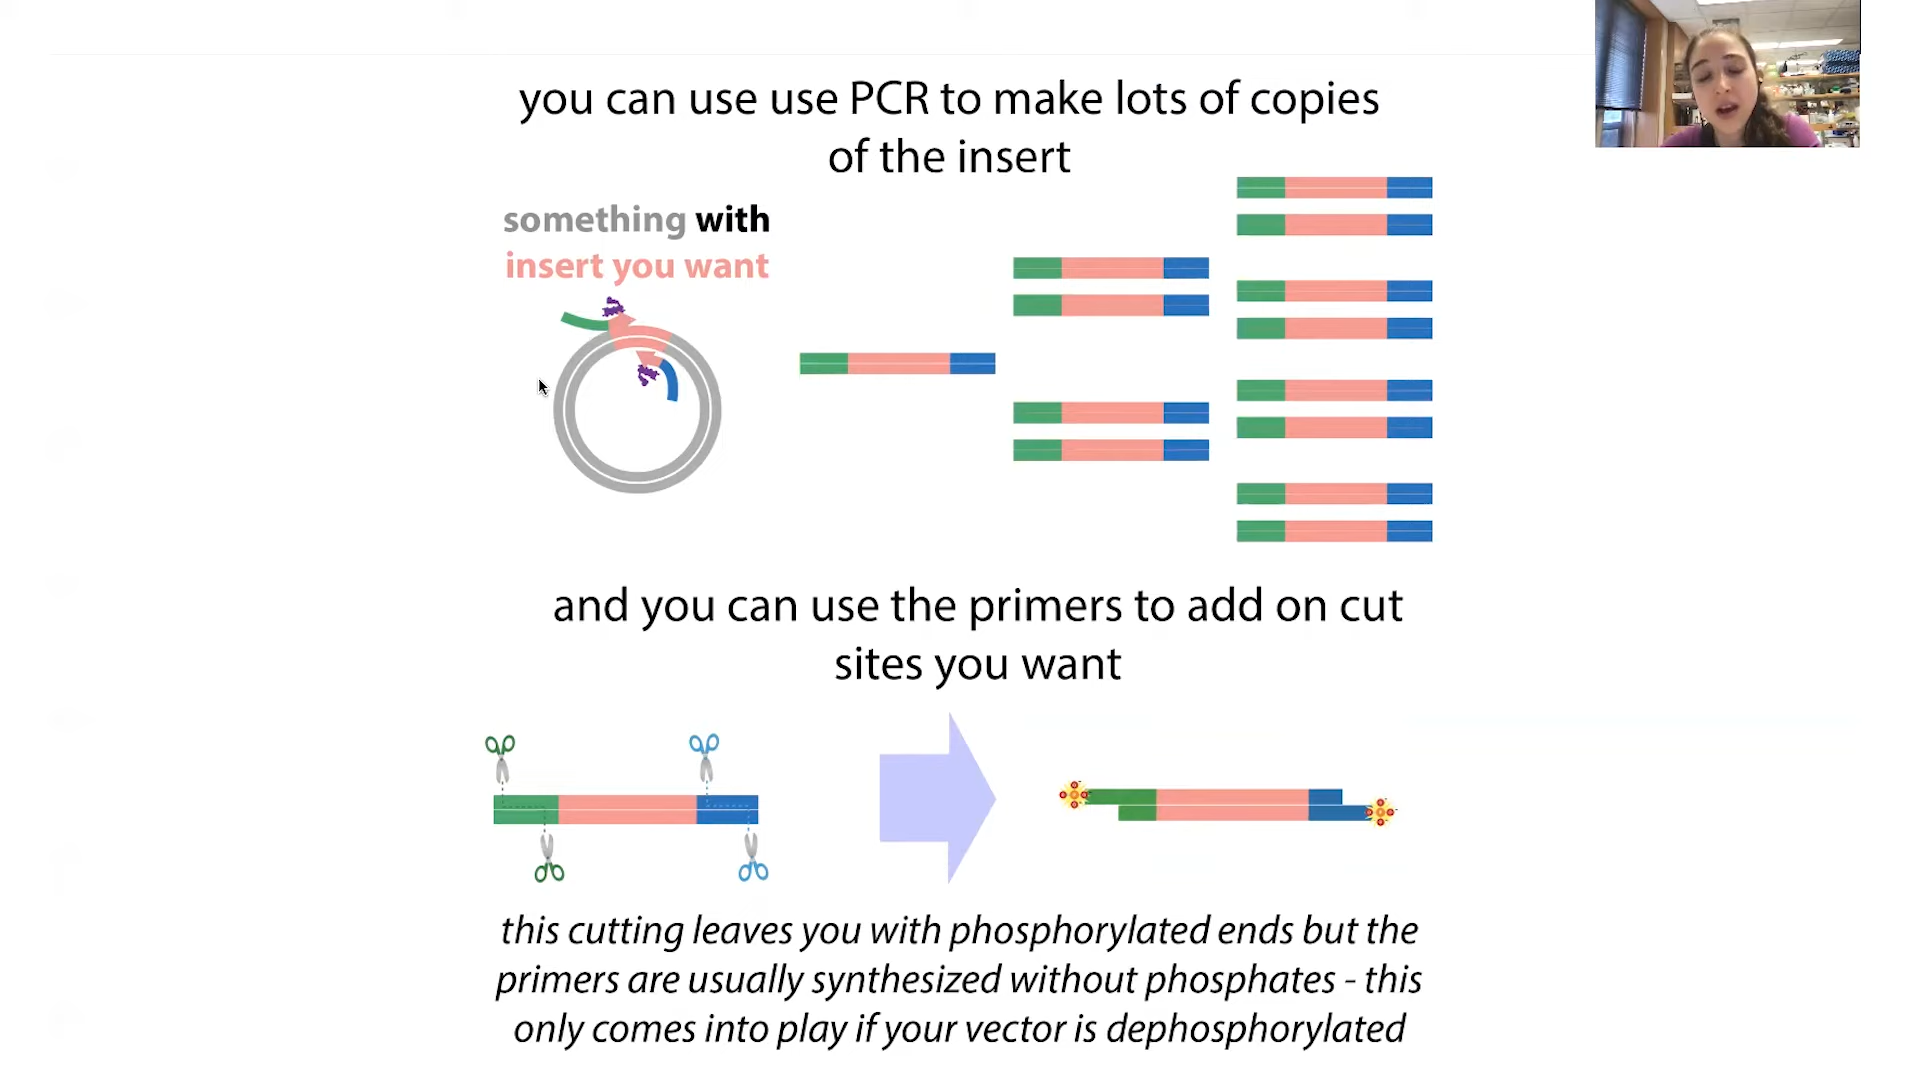 you can use use PCR to make lots of copies
of the insert
something with
insert you want
and you can use the primers to add on cut
sites you want
this cutting leaves you with phosphorylated ends but the
primers are usually synthesized without phosphates - this
only comes into play if your vector is dephosphorylated